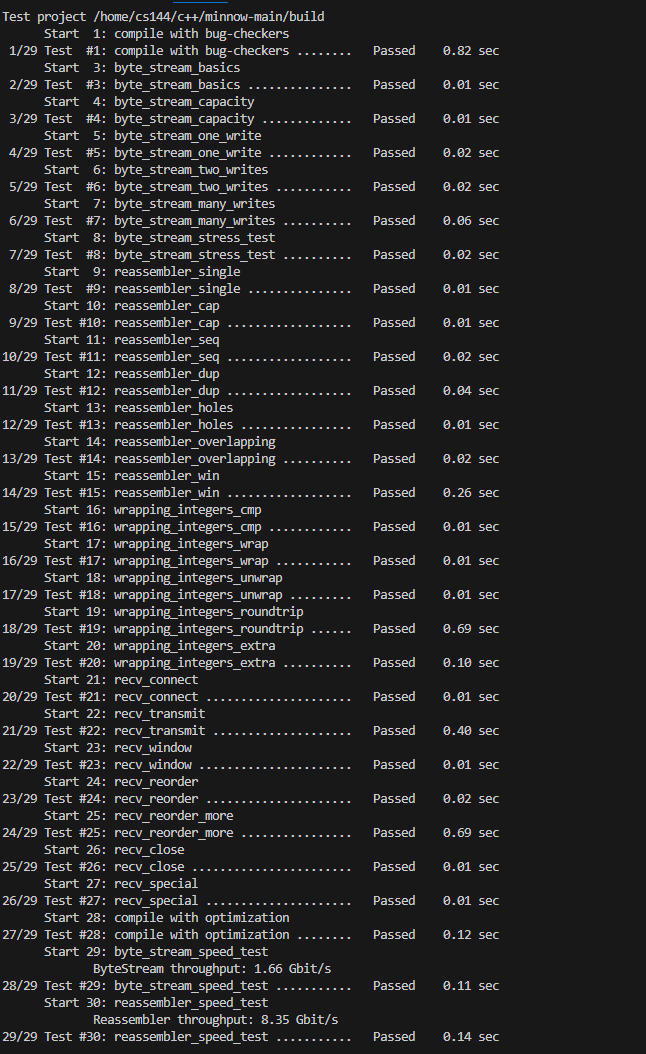 Test project /home/cs144/c++/minnow-main/build
      Start  1: compile with bug-checkers
 1/29 Test  #1: compile with bug-checkers ........   Passed    0.82 sec
      Start  3: byte_stream_basics
 2/29 Test  #3: byte_stream_basics ...............   Passed    0.01 sec
      Start  4: byte_stream_capacity
 3/29 Test  #4: byte_stream_capacity .............   Passed    0.01 sec
      Start  5: byte_stream_one_write
 4/29 Test  #5: byte_stream_one_write ............   Passed    0.02 sec
      Start  6: byte_stream_two_writes
 5/29 Test  #6: byte_stream_two_writes ...........   Passed    0.02 sec
      Start  7: byte_stream_many_writes
 6/29 Test  #7: byte_stream_many_writes ..........   Passed    0.06 sec
      Start  8: byte_stream_stress_test
 7/29 Test  #8: byte_stream_stress_test ..........   Passed    0.02 sec
      Start  9: reassembler_single
 8/29 Test  #9: reassembler_single ...............   Passed    0.01 sec
      Start 10: reassembler_cap
 9/29 Test #10: reassembler_cap ..................   Passed    0.01 sec
      Start 11: reassembler_seq
10/29 Test #11: reassembler_seq ..................   Passed    0.02 sec
      Start 12: reassembler_dup
11/29 Test #12: reassembler_dup ..................   Passed    0.04 sec
      Start 13: reassembler_holes
12/29 Test #13: reassembler_holes ................   Passed    0.01 sec
      Start 14: reassembler_overlapping
13/29 Test #14: reassembler_overlapping ..........   Passed    0.02 sec
      Start 15: reassembler_win
14/29 Test #15: reassembler_win ..................   Passed    0.26 sec
      Start 16: wrapping_integers_cmp
15/29 Test #16: wrapping_integers_cmp ............   Passed    0.01 sec
      Start 17: wrapping_integers_wrap
16/29 Test #17: wrapping_integers_wrap ...........   Passed    0.01 sec
      Start 18: wrapping_integers_unwrap
17/29 Test #18: wrapping_integers_unwrap .........   Passed    0.01 sec
      Start 19: wrapping_integers_roundtrip
18/29 Test #19: wrapping_integers_roundtrip ......   Passed    0.69 sec
      Start 20: wrapping_integers_extra
19/29 Test #20: wrapping_integers_extra ..........   Passed    0.10 sec
      Start 21: recv_connect
20/29 Test #21: recv_connect .....................   Passed    0.01 sec
      Start 22: recv_transmit
21/29 Test #22: recv_transmit ....................   Passed    0.40 sec
      Start 23: recv_window
22/29 Test #23: recv_window ......................   Passed    0.01 sec
      Start 24: recv_reorder
23/29 Test #24: recv_reorder .....................   Passed    0.02 sec
      Start 25: recv_reorder_more
24/29 Test #25: recv_reorder_more ................   Passed    0.69 sec
      Start 26: recv_close
25/29 Test #26: recv_close .......................   Passed    0.01 sec
      Start 27: recv_special
26/29 Test #27: recv_special .....................   Passed    0.01 sec
      Start 28: compile with optimization
27/29 Test #28: compile with optimization ........   Passed    0.12 sec
      Start 29: byte_stream_speed_test
             ByteStream throughput: 1.66 Gbit/s
28/29 Test #29: byte_stream_speed_test ...........   Passed    0.11 sec
      Start 30: reassembler_speed_test
             Reassembler throughput: 8.35 Gbit/s
29/29 Test #30: reassembler_speed_test ...........   Passed    0.14 sec